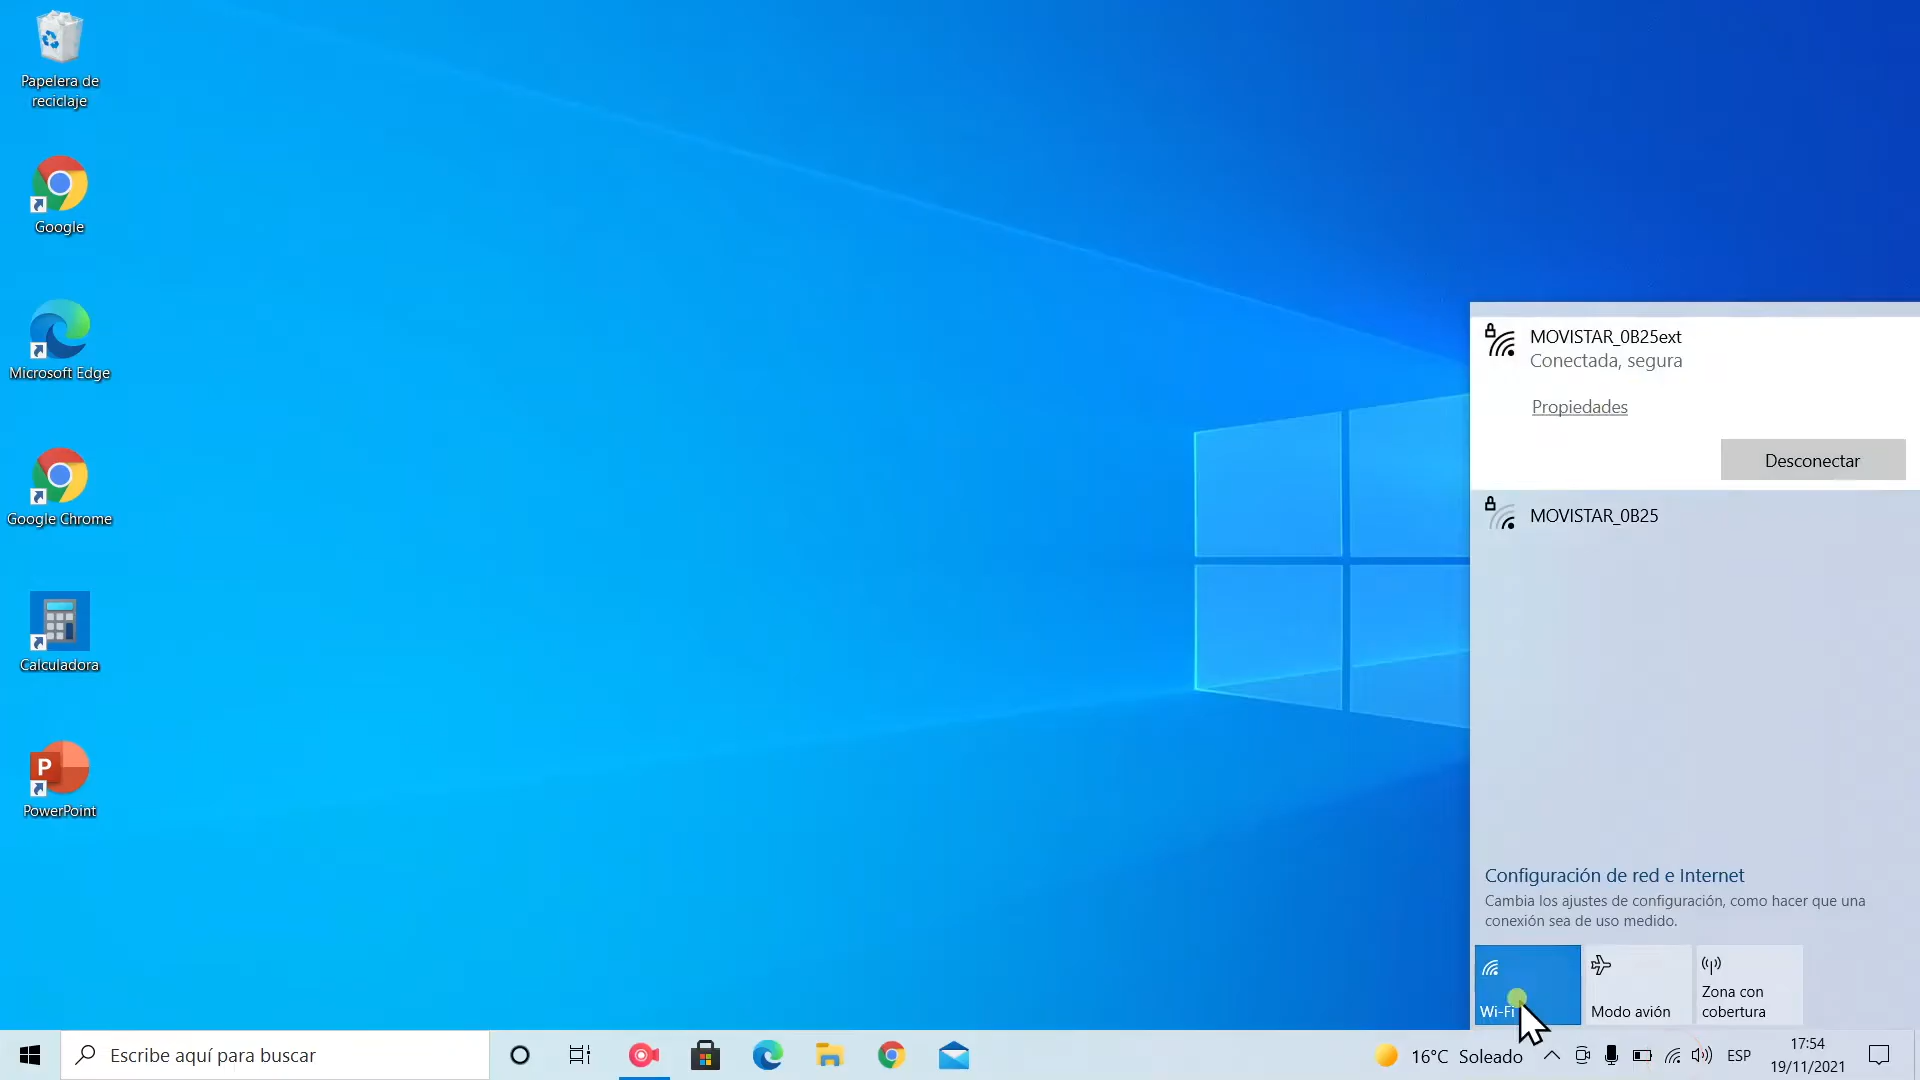 Papelera de
reciclaje
Google
Microsoft Edge
Google Chrome
Calculadora
P
PowerPoint
MOVISTAR_0B25ext
Conectada, segura
Propiedades
Desconectar
MOVISTAR_0B25
Configuración de red e Internet
Cambia los ajustes de configuración, como hacer que una
conexión sea de uso medido.
Wi-Fi
Modo avión
Zona con
cobertura
Escribe aquí para buscar
16°C Soleado
ESP
17:54
19/11/2021